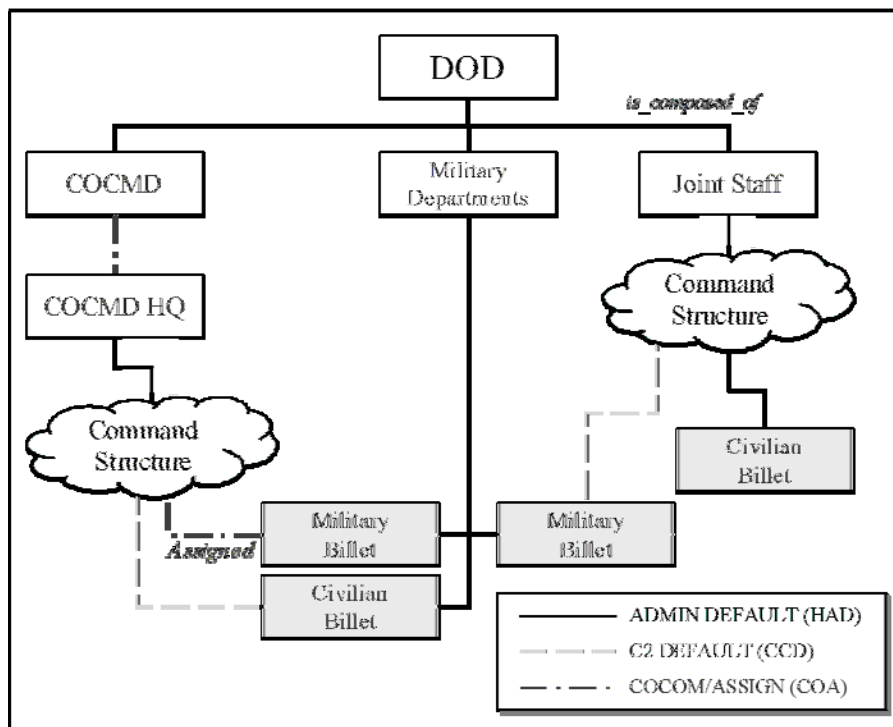 DOD
is_composed_of
COCMD
Military
Departments
Joint Staff
COCMD HQ
Command
Structure
Command
Structure
Civilian
Billet
Military
Billet
Military
Billet
Assigned
Civilian
Billet
ADMIN DEFAULT (HAD)
C2 DEFAULT (CCD)
COCOM/ASSIGN (COA)